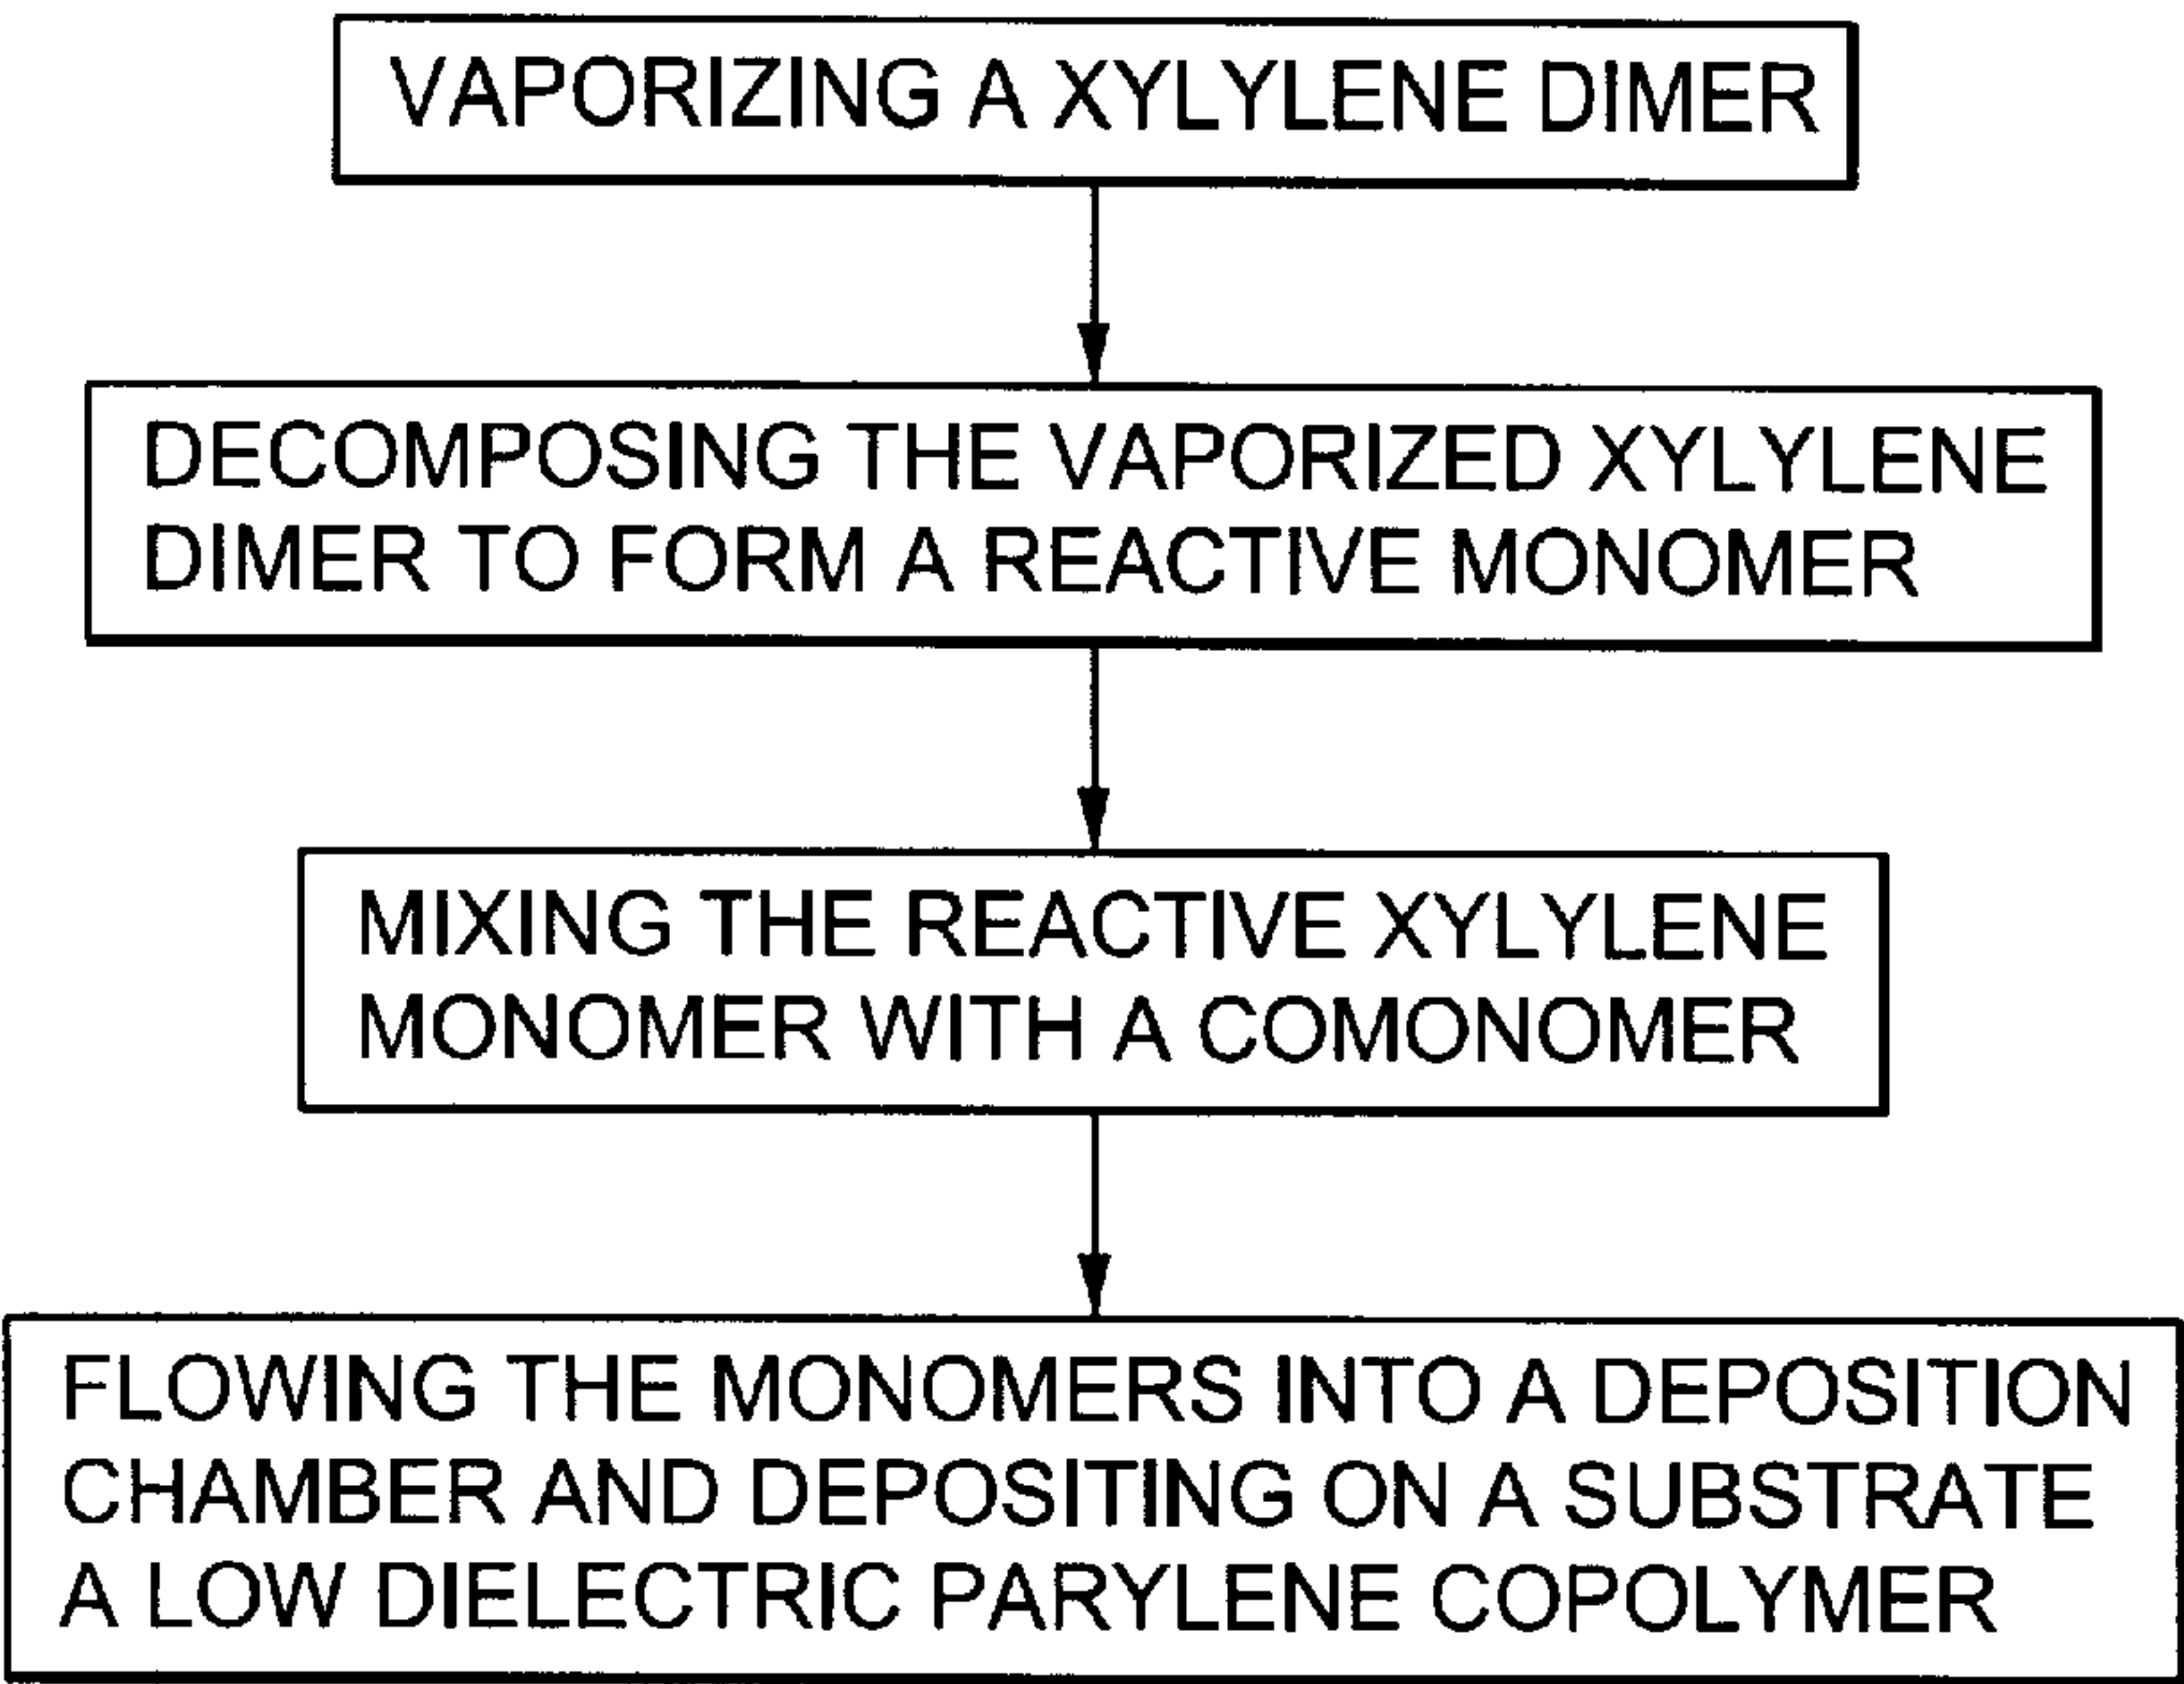 VAPORIZING A XYLYLENE DIMER
DECOMPOSING THE VAPORIZED XYLYLENE
DIMER TO FORM A REACTIVE MONOMER
MIXING THE REACTIVE XYLYLENE
MONOMER WITH A COMONOMER
FLOWING THE MONOMERS INTO A DEPOSITION
CHAMBER AND DEPOSITING ON A SUBSTRATE
A LOW DIELECTRIC PARYLENE COPOLYMER